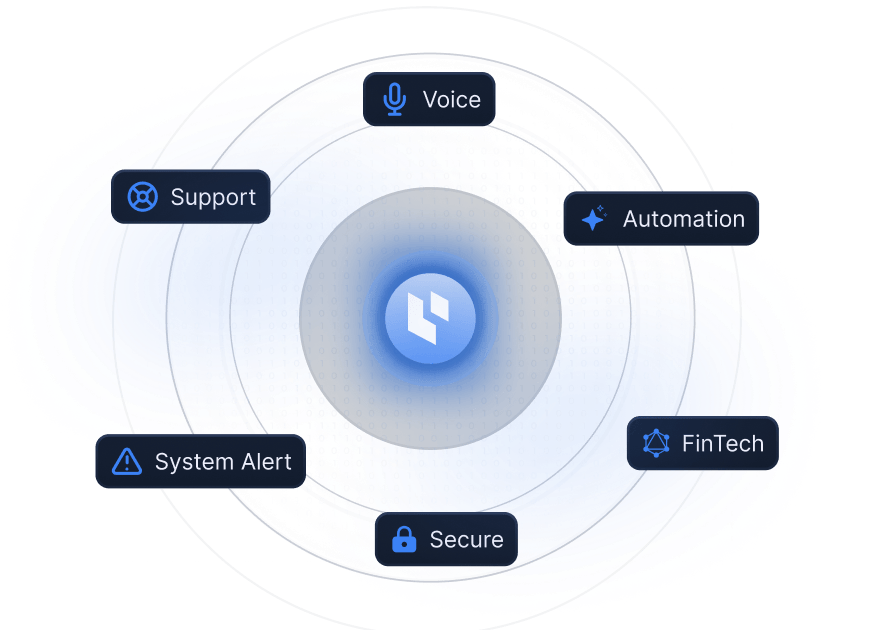 Voice
Support
Automation
System Alert
FinTech
Secure